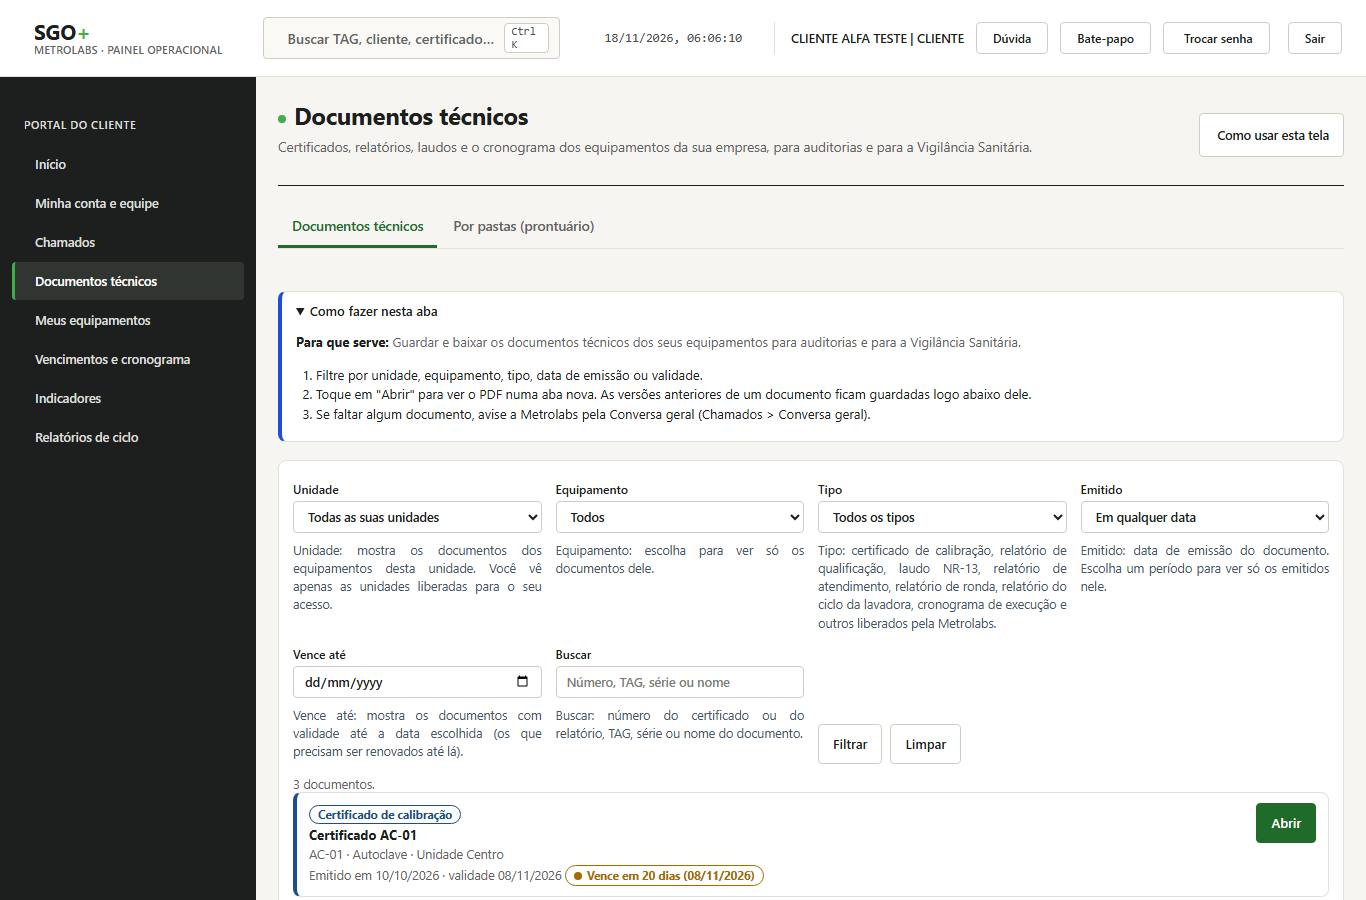 SGO+
METROLABS · PAINEL OPERACIONAL
Buscar TAG, cliente, certificado...
Ctrl K
18/11/2026, 06:06:10
CLIENTE ALFA TESTE | CLIENTE
Dúvida
Bate-papo
Trocar senha
Sair
PORTAL DO CLIENTE
Início
Minha conta e equipe
Chamados
Documentos técnicos
Meus equipamentos
Vencimentos e cronograma
Indicadores
Relatórios de ciclo
Documentos técnicos
Certificados, relatórios, laudos e o cronograma dos equipamentos da sua empresa, para auditorias e para a Vigilância Sanitária.
Como usar esta tela
Documentos técnicos
Por pastas (prontuário)
▼ Como fazer nesta aba
Para que serve: Guardar e baixar os documentos técnicos dos seus equipamentos para auditorias e para a Vigilância Sanitária.
1. Filtre por unidade, equipamento, tipo, data de emissão ou validade.
2. Toque em "Abrir" para ver o PDF numa aba nova. As versões anteriores de um documento ficam guardadas logo abaixo dele.
3. Se faltar algum documento, avise a Metrolabs pela Conversa geral (Chamados > Conversa geral).
Unidade
Todas as suas unidades
Unidade: mostra os documentos dos
equipamentos desta unidade. Você vê
apenas as unidades liberadas para o seu
acesso.
Equipamento
Todos
Equipamento: escolha para ver só os
documentos dele.
Tipo
Todos os tipos
Tipo: certificado de calibração, relatório de
qualificação, laudo NR-13, relatório de
atendimento, relatório de ronda, relatório do
ciclo da lavadora, cronograma de execução e
outros liberados pela Metrolabs.
Emitido
Em qualquer data
Emitido: data de emissão do documento.
Escolha um período para ver só os emitidos
nele.
Vence até
dd/mm/yyyy
Vence até: mostra os documentos com
validade até a data escolhida (os que
precisam ser renovados até lá).
Buscar
Número, TAG, série ou nome
Buscar: número do certificado ou do
relatório, TAG, série ou nome do documento.
Filtrar
Limpar
3 documentos.
Certificado de calibração
Certificado AC-01
AC-01 · Autoclave · Unidade Centro
Emitido em 10/10/2026 · validade 08/11/2026 ● Vence em 20 dias (08/11/2026)
Abrir